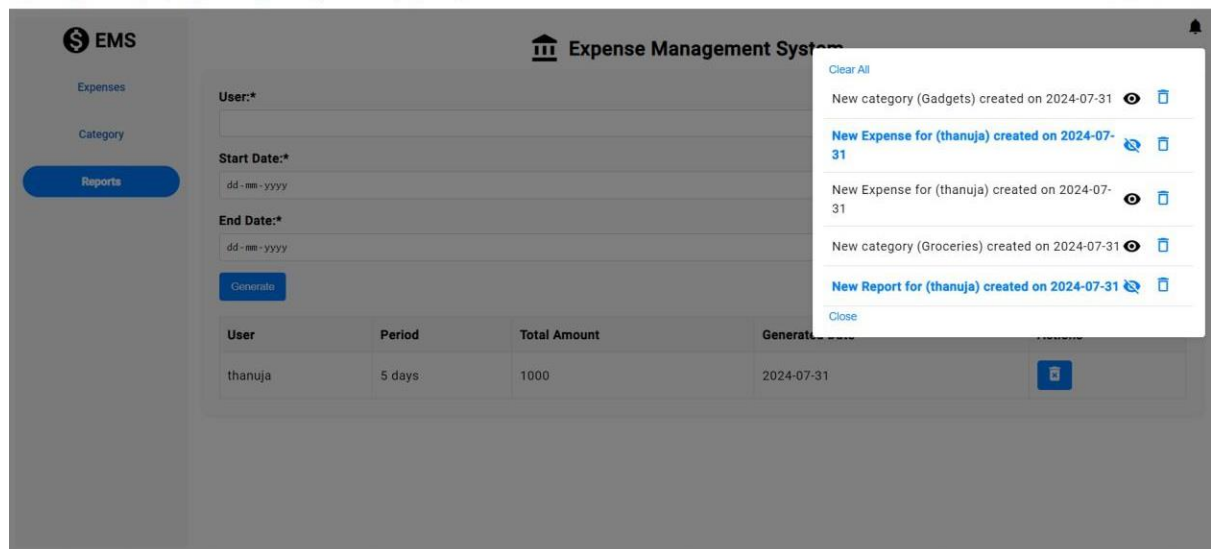 EMS
Expense Management System
Expenses
Category
Reports
User:*
Start Date:*
dd-mm-yyyy
End Date:*
dd-mm-yyyy
Generate
User Period Total Amount Generated Date Actions
thanuja 5 days 1000 2024-07-31
Clear All
New category (Gadgets) created on 2024-07-31
New Expense for (thanuja) created on 2024-07-
31
New Expense for (thanuja) created on 2024-07-
31
New category (Groceries) created on 2024-07-31
New Report for (thanuja) created on 2024-07-31
Close